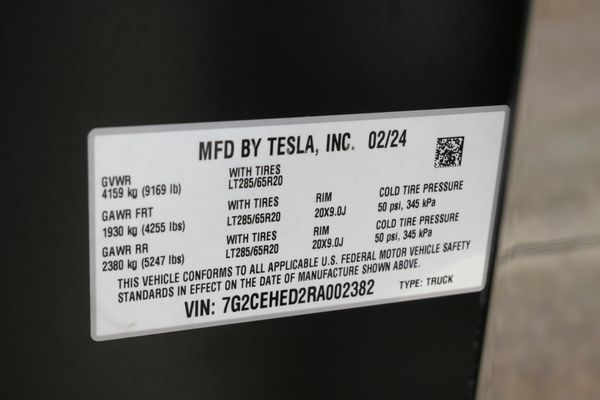 MFD BY TESLA, INC. 02/24
GVWR WITH TIRES
4159 kg (9169 lb) LT285/65R20
GAWR FRT WITH TIRES RIM COLD TIRE PRESSURE
1930 kg (4255 lbs) LT285/65R20 20X9.0J 50 psi, 345 kPa
GAWR RR WITH TIRES RIM COLD TIRE PRESSURE
2380 kg (5247 lbs) LT285/65R20 20X9.0J 50 psi, 345 kPa
THIS VEHICLE CONFORMS TO ALL APPLICABLE U.S. FEDERAL MOTOR VEHICLE SAFETY
STANDARDS IN EFFECT ON THE DATE OF MANUFACTURE SHOWN ABOVE.
VIN: 7G2CEHED2RA002382 TYPE: TRUCK